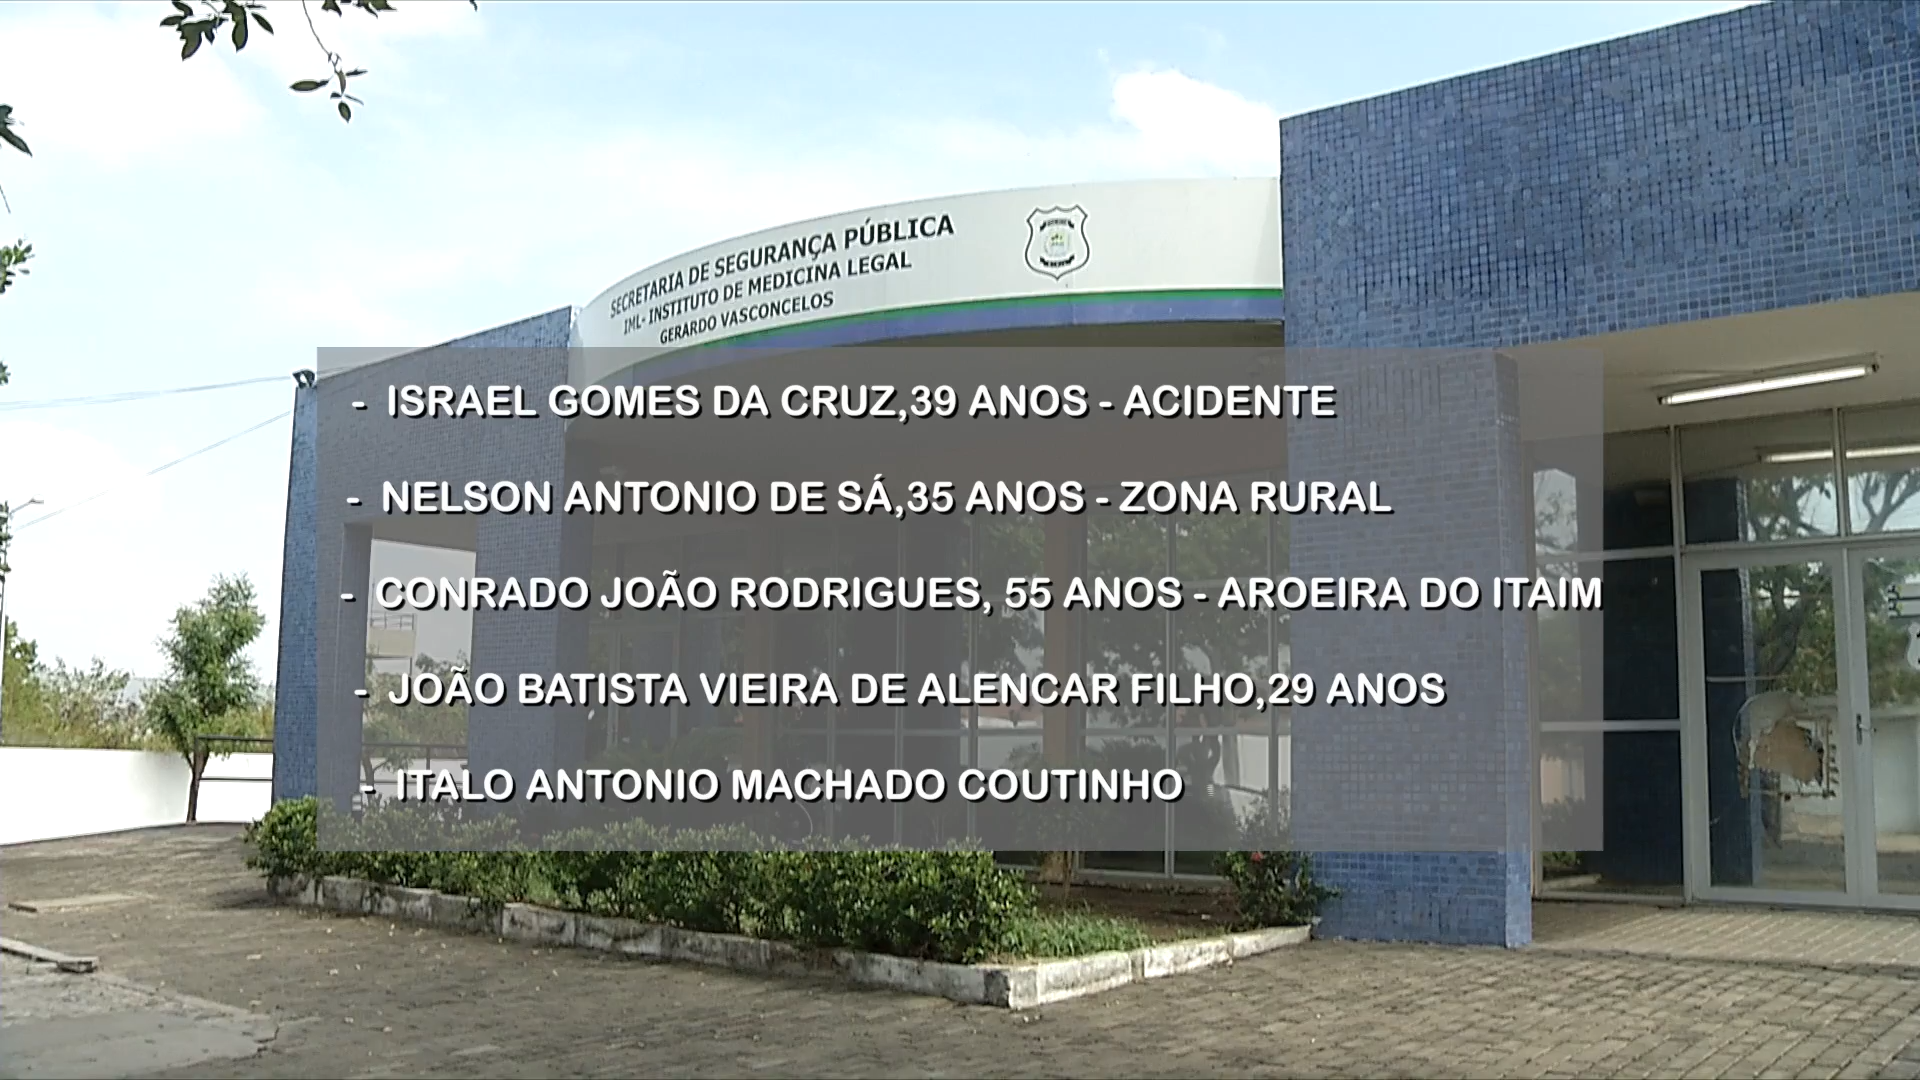 SECRETARIA DE SEGURANÇA PÚBLICA
IML- INSTITUTO DE MEDICINA LEGAL
GERARDO VASCONCELOS
- ISRAEL GOMES DA CRUZ,39 ANOS - ACIDENTE
- NELSON ANTONIO DE SÁ,35 ANOS - ZONA RURAL
- CONRADO JOÃO RODRIGUES, 55 ANOS - AROEIRA DO ITAIM
- JOÃO BATISTA VIEIRA DE ALENCAR FILHO,29 ANOS
- ITALO ANTONIO MACHADO COUTINHO